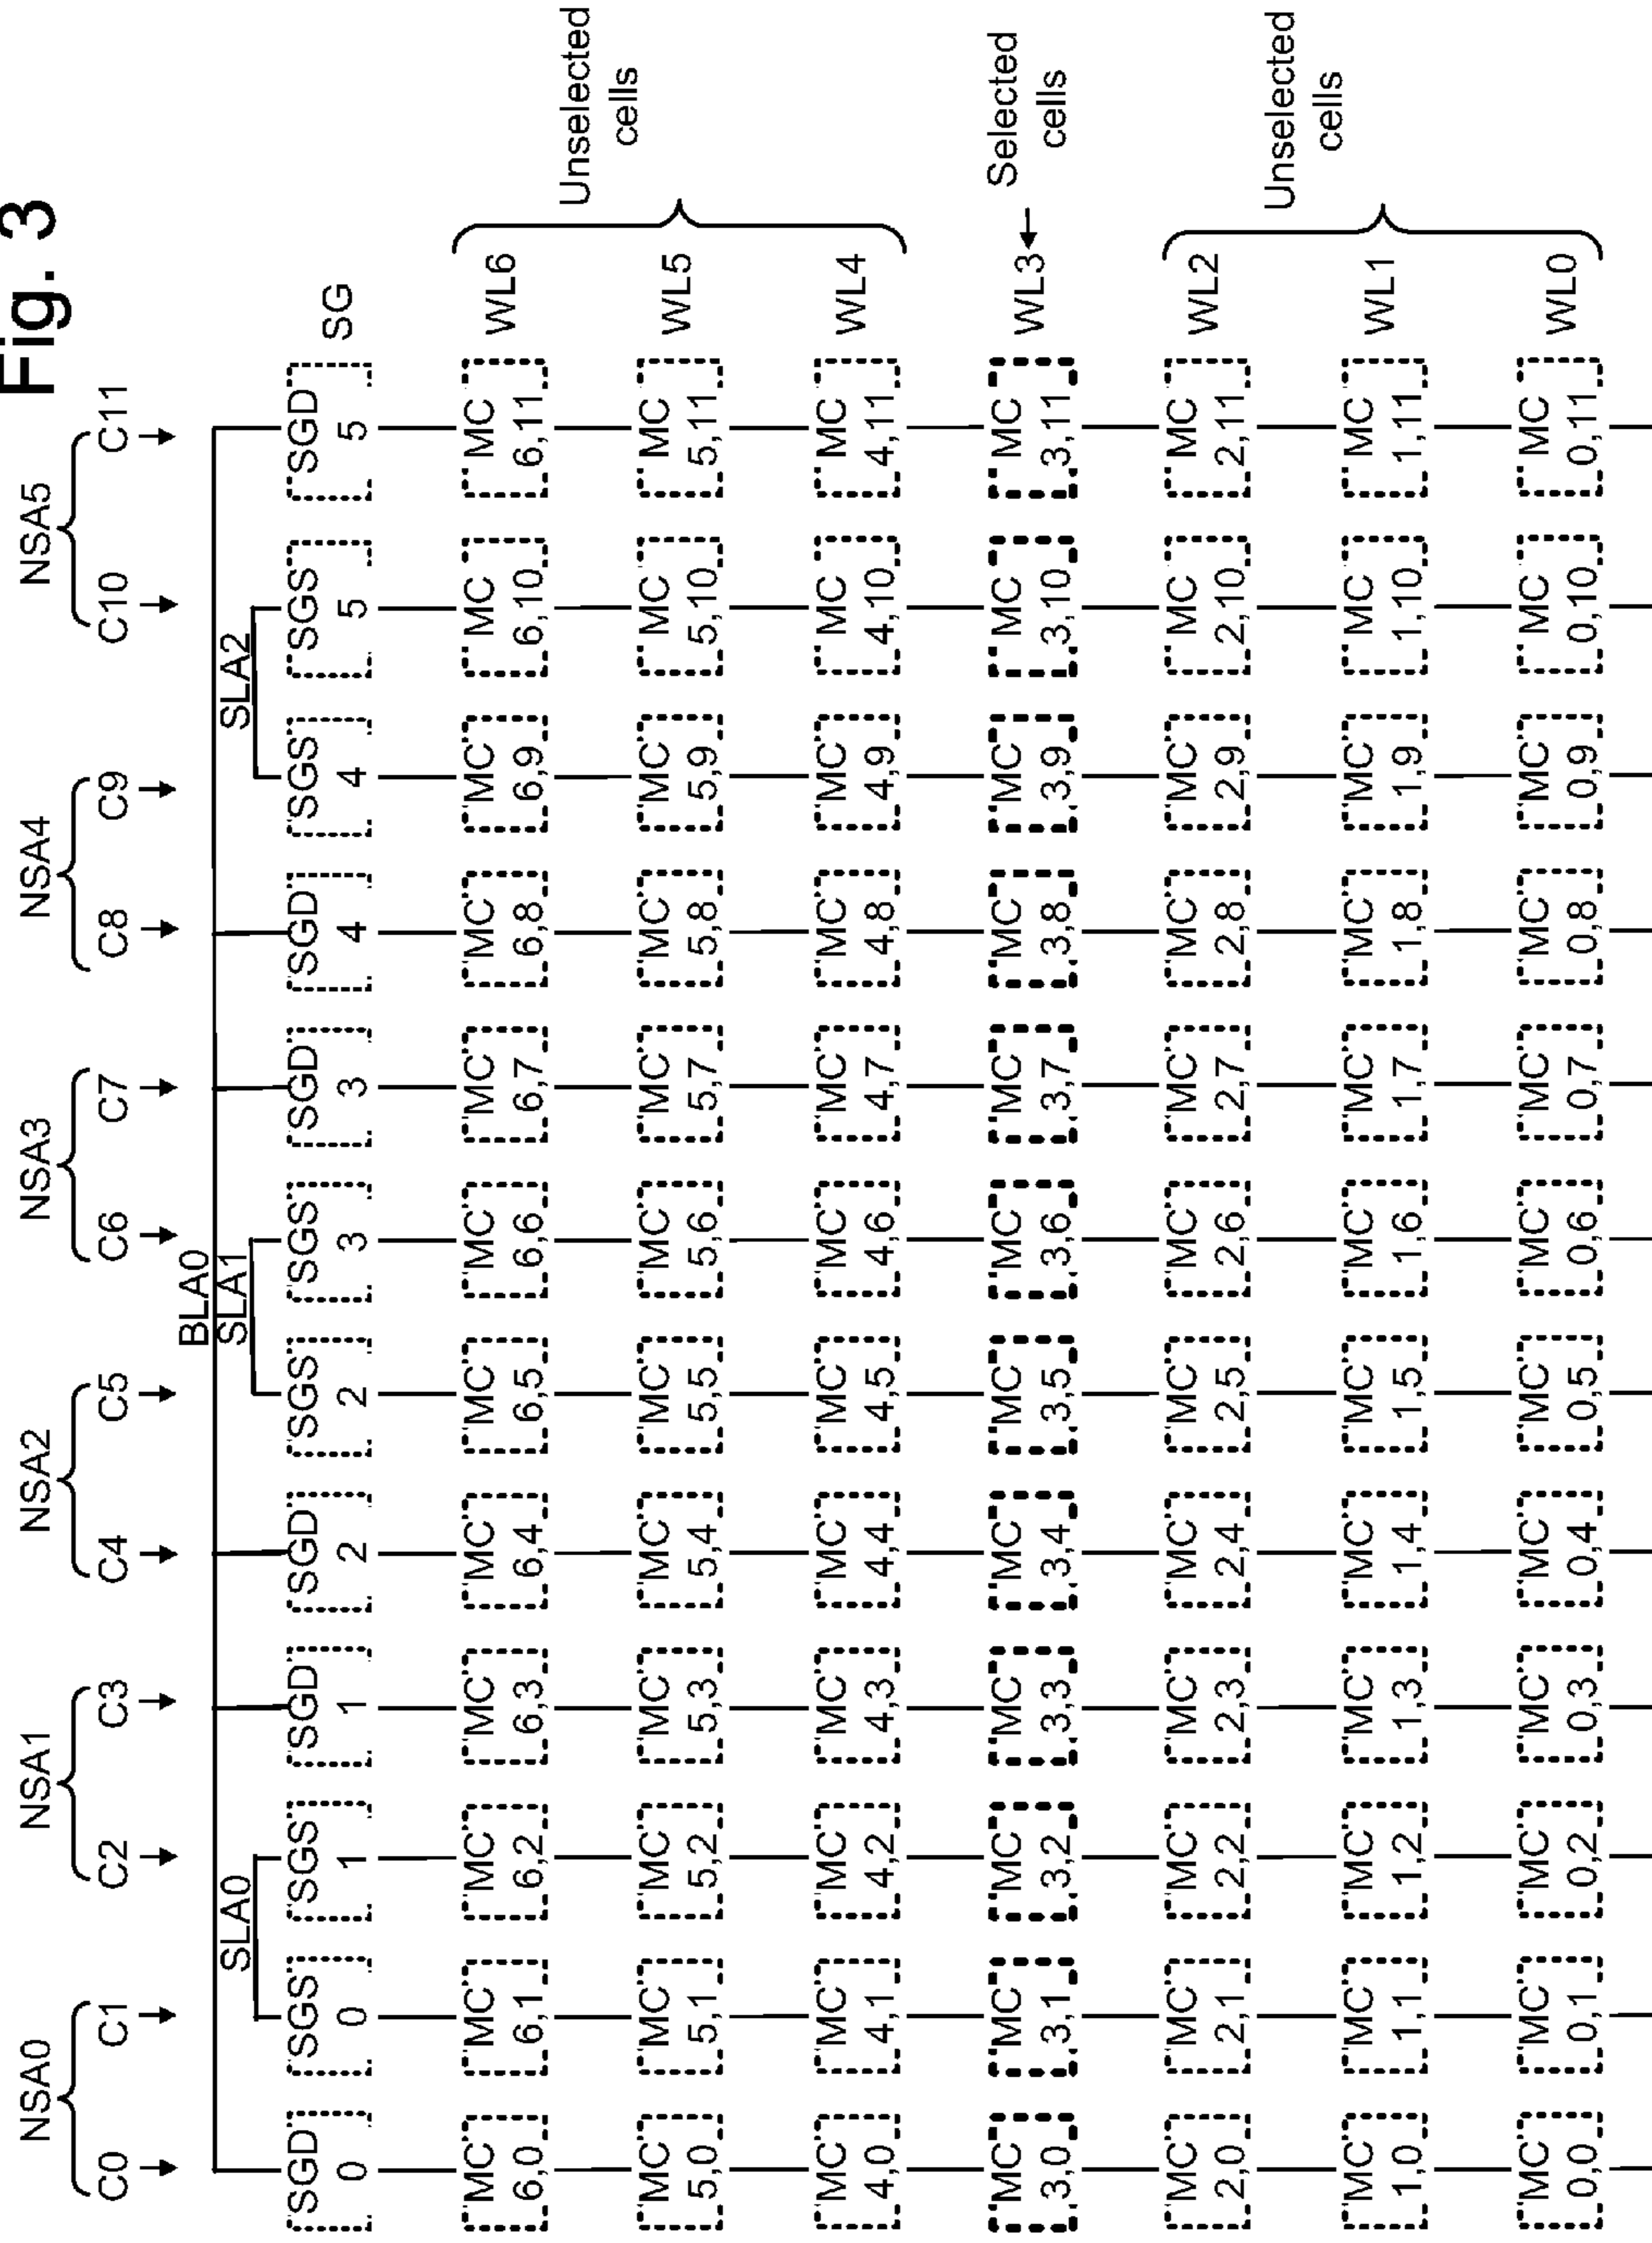 Fig. 3
NSA0 NSA1 NSA2 NSA3 NSA4 NSA5
C0 C1 C2 C3 C4 C5 C6 C7 C8 C9 C10 C11
BLA0
SLA0 SLA1 SLA2
SGD SGS SGS SGD SGD SGS SGS SGD SGD SGS SGS SGD SG
0 0 1 1 2 2 3 3 4 4 5 5
MC MC MC MC MC MC MC MC MC MC MC MC WL6
6,0 6,1 6,2 6,3 6,4 6,5 6,6 6,7 6,8 6,9 6,10 6,11
Unselected
cells
MC MC MC MC MC MC MC MC MC MC MC MC WL5
5,0 5,1 5,2 5,3 5,4 5,5 5,6 5,7 5,8 5,9 5,10 5,11
MC MC MC MC MC MC MC MC MC MC MC MC WL4
4,0 4,1 4,2 4,3 4,4 4,5 4,6 4,7 4,8 4,9 4,10 4,11
MC MC MC MC MC MC MC MC MC MC MC MC WL3 Selected
3,0 3,1 3,2 3,3 3,4 3,5 3,6 3,7 3,8 3,9 3,10 3,11 cells
MC MC MC MC MC MC MC MC MC MC MC MC WL2
2,0 2,1 2,2 2,3 2,4 2,5 2,6 2,7 2,8 2,9 2,10 2,11
Unselected
cells
MC MC MC MC MC MC MC MC MC MC MC MC WL1
1,0 1,1 1,2 1,3 1,4 1,5 1,6 1,7 1,8 1,9 1,10 1,11
MC MC MC MC MC MC MC MC MC MC MC MC WL0
0,0 0,1 0,2 0,3 0,4 0,5 0,6 0,7 0,8 0,9 0,10 0,11